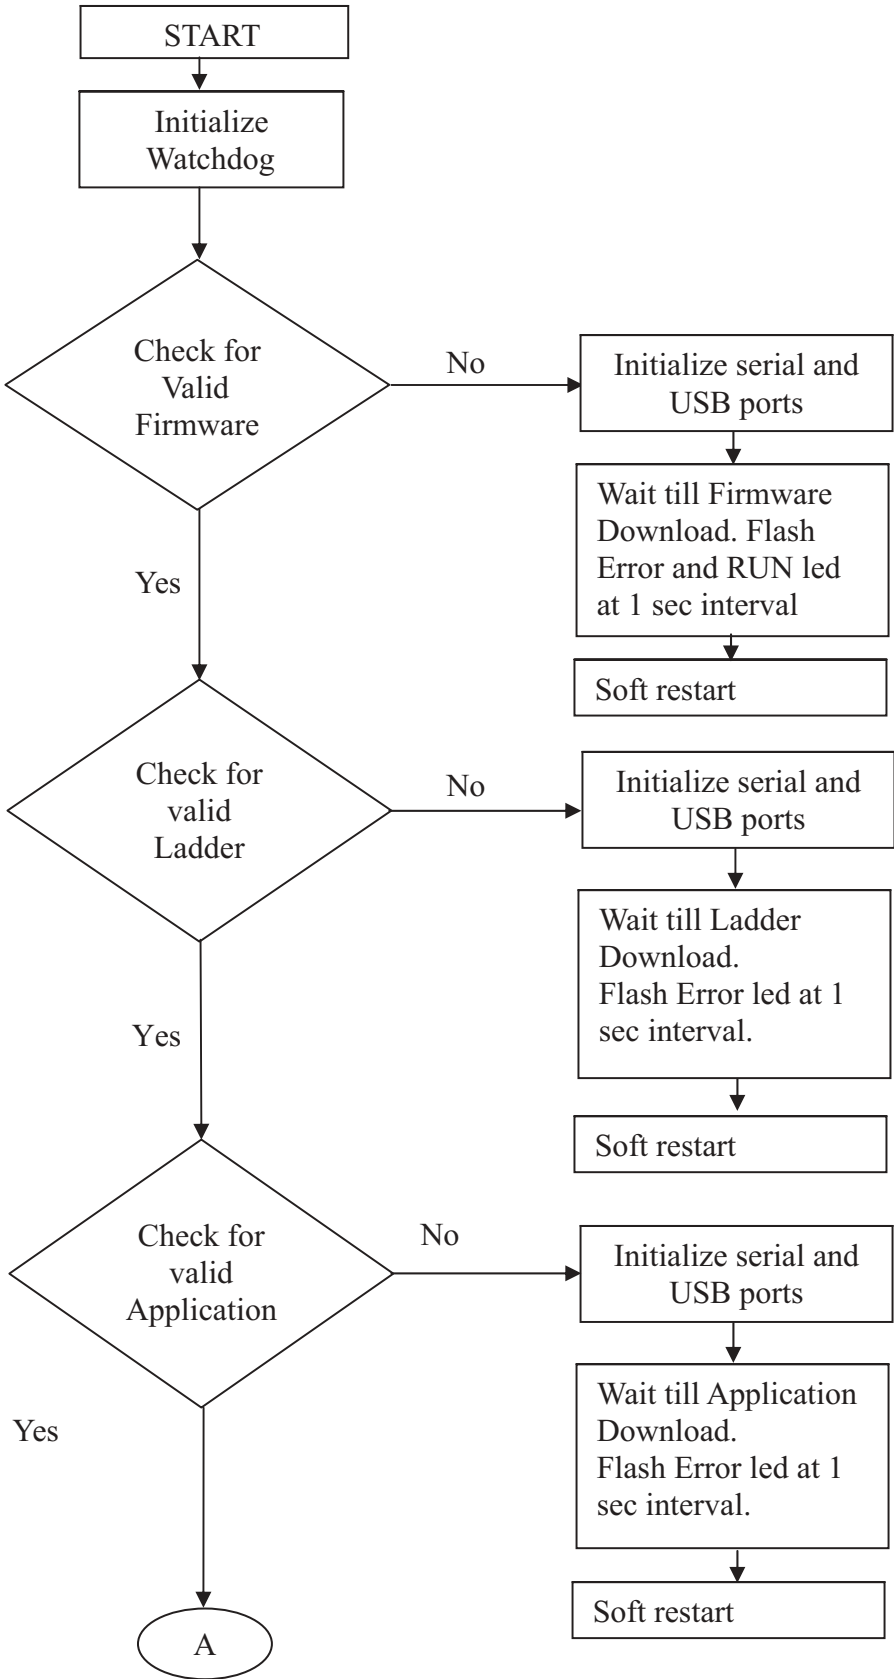 START
Initialize
Watchdog
Check for
Valid
Firmware
No
Initialize serial and
USB ports
Wait till Firmware
Download. Flash
Error and RUN led
at 1 sec interval
Soft restart
Yes
Check for
valid
Ladder
No
Initialize serial and
USB ports
Wait till Ladder
Download.
Flash Error led at 1
sec interval.
Soft restart
Yes
Check for
valid
Application
No
Initialize serial and
USB ports
Wait till Application
Download.
Flash Error led at 1
sec interval.
Soft restart
Yes
A